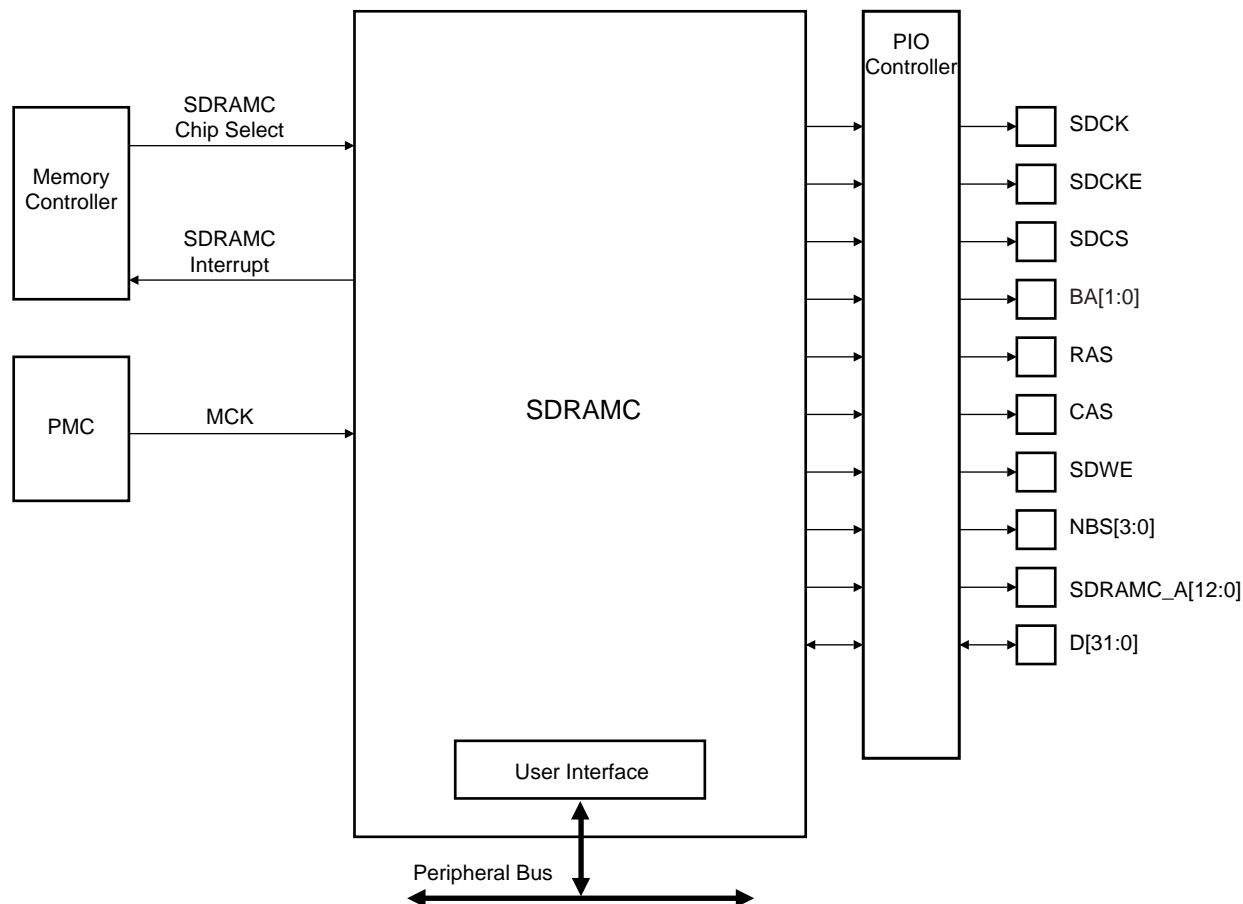 PIO
Controller
SDRAMC
Chip Select
Memory
Controller
SDRAMC
Interrupt
PMC
MCK
SDRAMC
SDCK
SDCKE
SDCS
BA[1:0]
RAS
CAS
SDWE
NBS[3:0]
SDRAMC_A[12:0]
D[31:0]
User Interface
Peripheral Bus